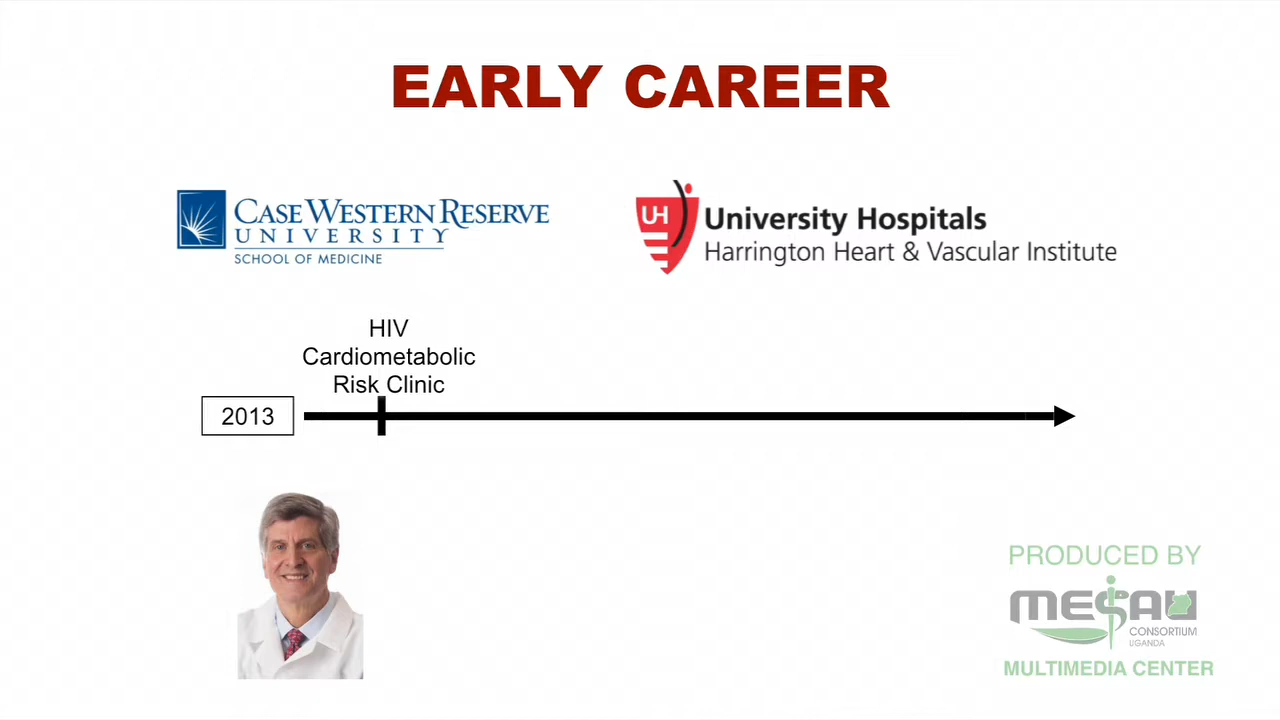 EARLY CAREER
CASE WESTERN RESERVE
UNIVERSITY
SCHOOL OF MEDICINE
UH
University Hospitals
Harrington Heart & Vascular Institute
HIV
Cardiometabolic
Risk Clinic
2013
PRODUCED BY
MESAU
CONSORTIUM
UGANDA
MULTIMEDIA CENTER